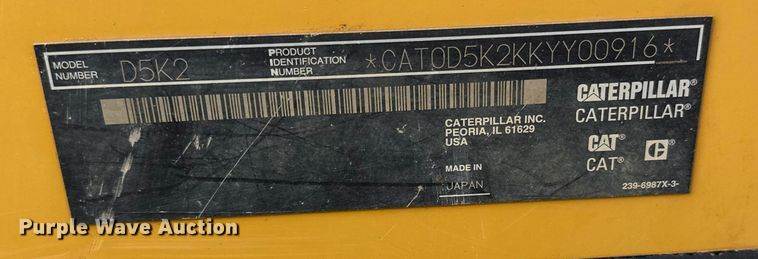 MODEL NUMBER D5K2
PRODUCT IDENTIFICATION NUMBER *CAT0D5K2KKYY00916*
CATERPILLAR INC.
PEORIA, IL 61629
USA
MADE IN
JAPAN
CATERPILLAR
CATERPILLAR®
CAT
CAT®
C
239-6987X-3-
Purple Wave Auction